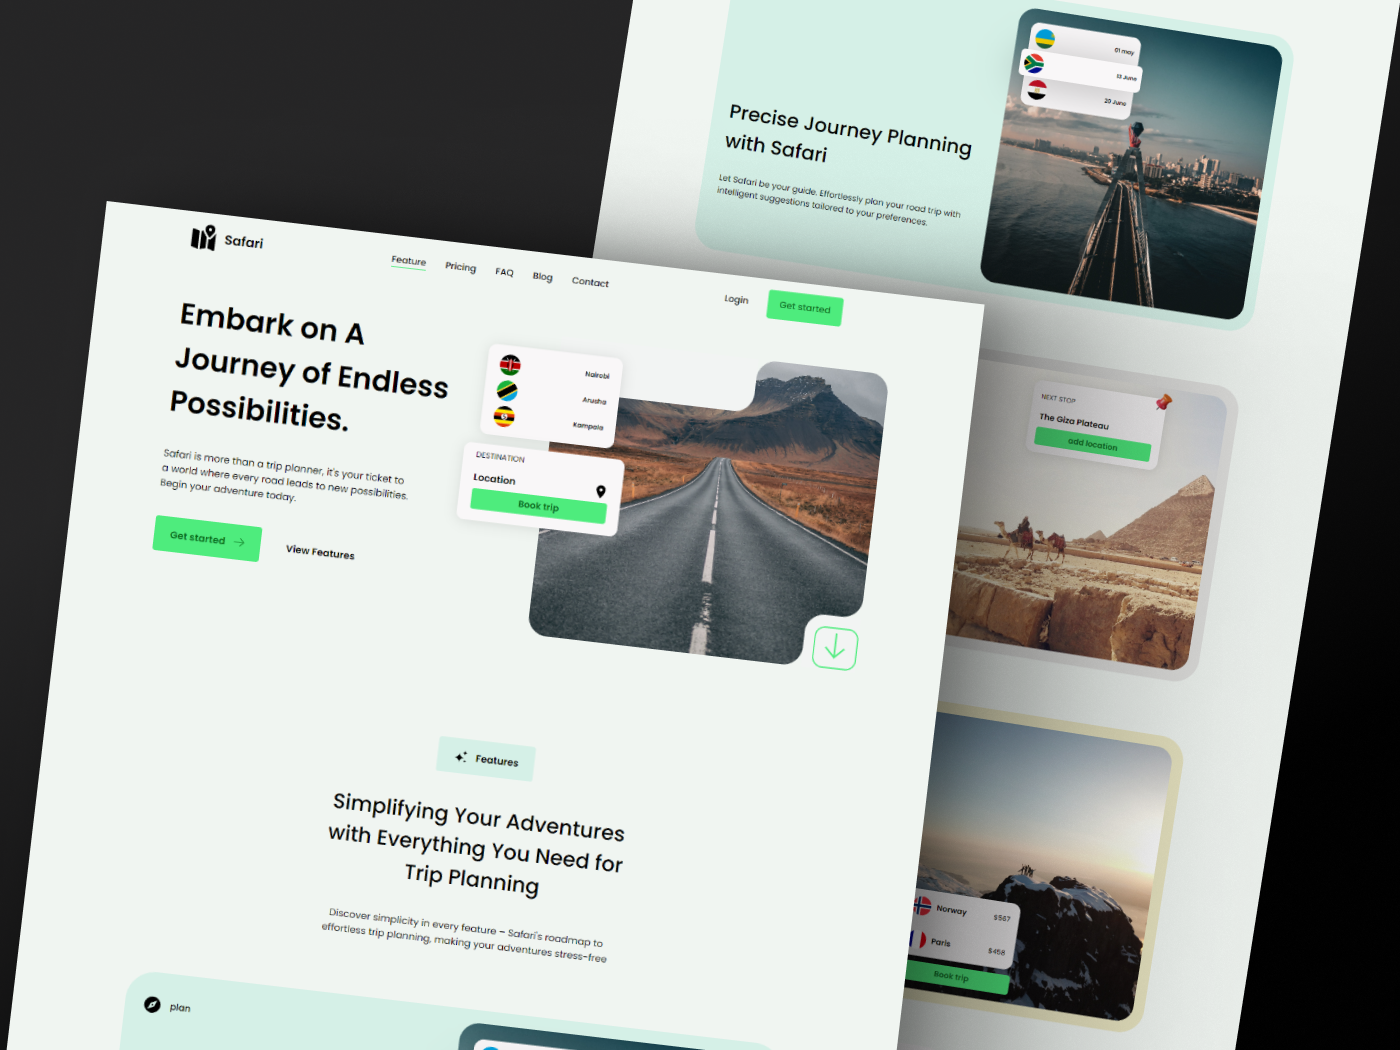 01 may
13 June
20 June
Precise Journey Planning
with Safari
Let Safari be your guide. Effortlessly plan your road trip with
intelligent suggestions tailored to your preferences.
Safari
Feature
Pricing
FAQ
Blog
Contact
Login
Get started
Embark on A
Journey of Endless
Possibilities.
Safari is more than a trip planner, it's your ticket to
a world where every road leads to new possibilities.
Begin your adventure today.
Get started
View Features
Nairobi
Arusha
Kampala
DESTINATION
Location
Book trip
NEXT STOP
The Giza Plateau
add location
Features
Simplifying Your Adventures
with Everything You Need for
Trip Planning
Discover simplicity in every feature – Safari's roadmap to
effortless trip planning, making your adventures stress-free
Norway
$567
Paris
$458
Book trip
plan